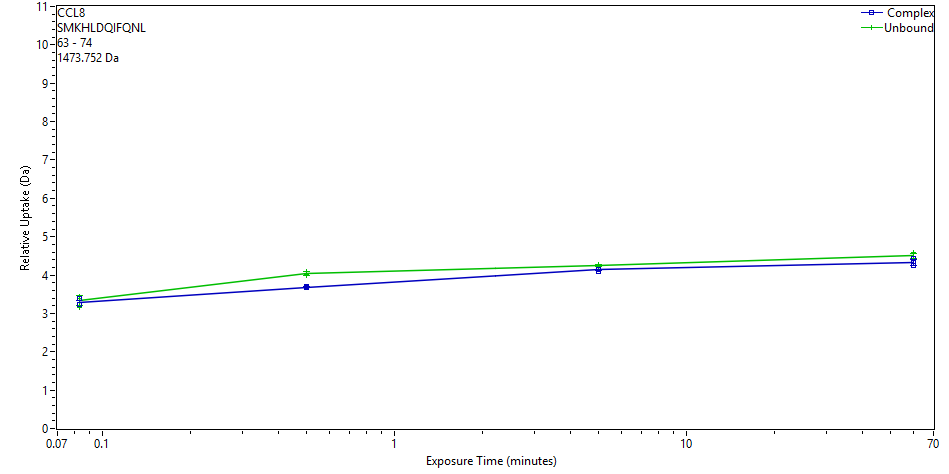 CCL8
SMKHLDQIFQNL
63 - 74
1473.752 Da
Complex
Unbound
Relative Uptake (Da)
11
10
9
8
7
6
5
4
3
2
1
0
0.07
0.1
1
10
70
Exposure Time (minutes)